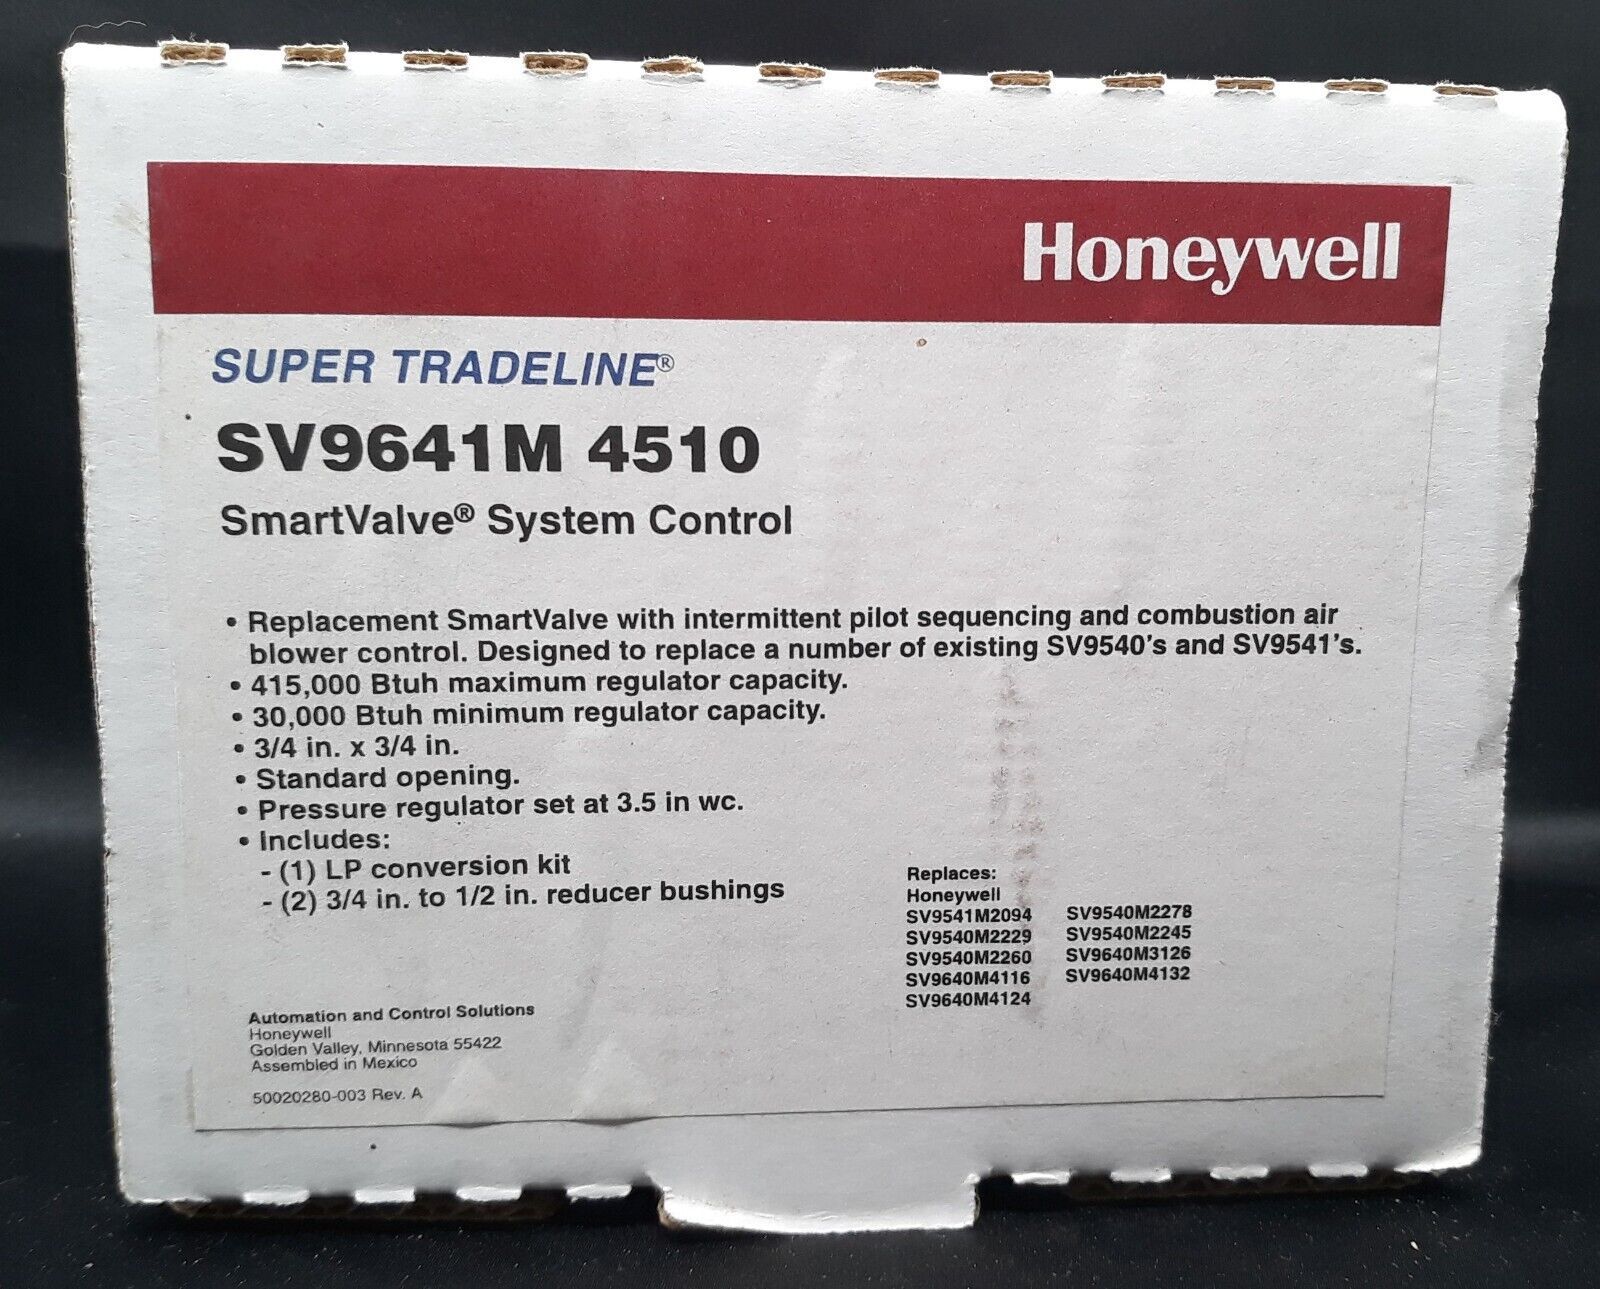 Honeywell
SUPER TRADELINE®
SV9641M 4510
SmartValve® System Control
• Replacement SmartValve with intermittent pilot sequencing and combustion air
blower control. Designed to replace a number of existing SV9540's and SV9541's.
• 415,000 Btuh maximum regulator capacity.
• 30,000 Btuh minimum regulator capacity.
• 3/4 in. x 3/4 in.
• Standard opening.
• Pressure regulator set at 3.5 in wc.
• Includes:
- (1) LP conversion kit
- (2) 3/4 in. to 1/2 in. reducer bushings
Replaces:
Honeywell
SV9541M2094 SV9540M2278
SV9540M2229 SV9540M2245
SV9540M2260 SV9640M3126
SV9640M4116 SV9640M4132
SV9640M4124
Automation and Control Solutions
Honeywell
Golden Valley, Minnesota 55422
Assembled in Mexico
50020280-003 Rev. A